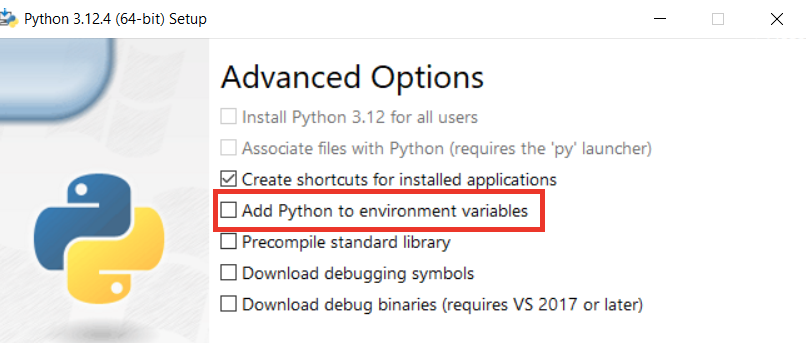 Python 3.12.4 (64-bit) Setup
Advanced Options
Install Python 3.12 for all users
Associate files with Python (requires the 'py' launcher)
Create shortcuts for installed applications
Add Python to environment variables
Precompile standard library
Download debugging symbols
Download debug binaries (requires VS 2017 or later)